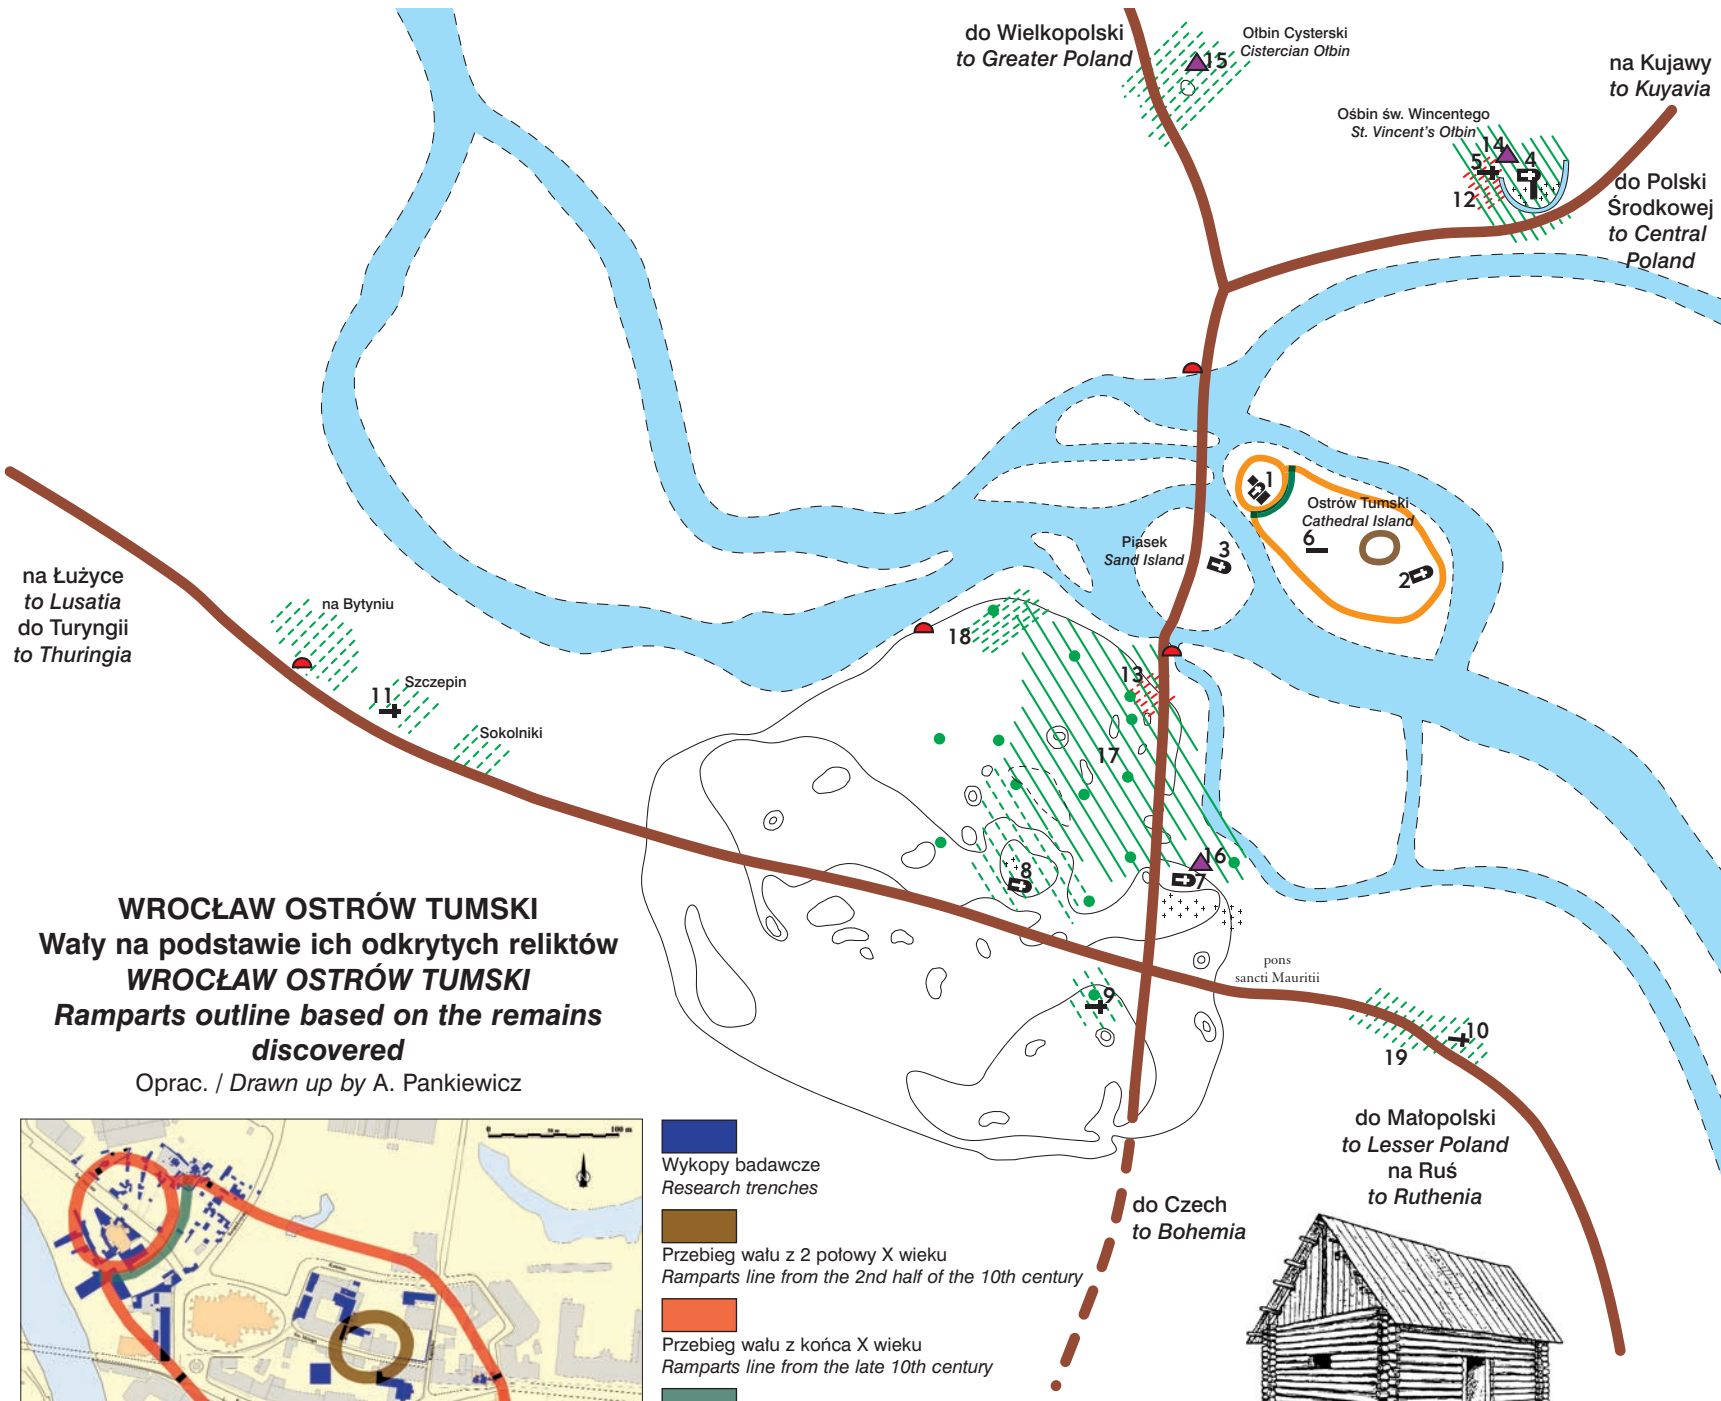 do Wielkopolski
to Greater Poland
Ołbin Cysterski
Cistercian Ołbin
15
na Kujawy
to Kuyavia
Ośbin św. Wincentego
St. Vincent's Ołbin
14
4
5
12
do Polski
Środkowej
to Central
Poland
1
Ostrów Tumski
Cathedral Island
6
2
Piasek
Sand Island
3
na Łużyce
to Lusatia
do Turyngii
to Thuringia
na Bytyniu
18
Szczepin
11
13
Sokolniki
17
16
8
7
WROCŁAW OSTRÓW TUMSKI
Wały na podstawie ich odkrytych reliktów
WROCŁAW OSTRÓW TUMSKI
Ramparts outline based on the remains
discovered
Oprac. / Drawn up by A. Pankiewicz
pons
sancti Mauritii
9
10
19
do Małopolski
to Lesser Poland
na Ruś
to Ruthenia
do Czech
to Bohemia
0 50 m 100 m
Wykopy badawcze
Research trenches
Przebieg wału z 2 połowy X wieku
Ramparts line from the 2nd half of the 10th century
Przebieg wału z końca X wieku
Ramparts line from the late 10th century